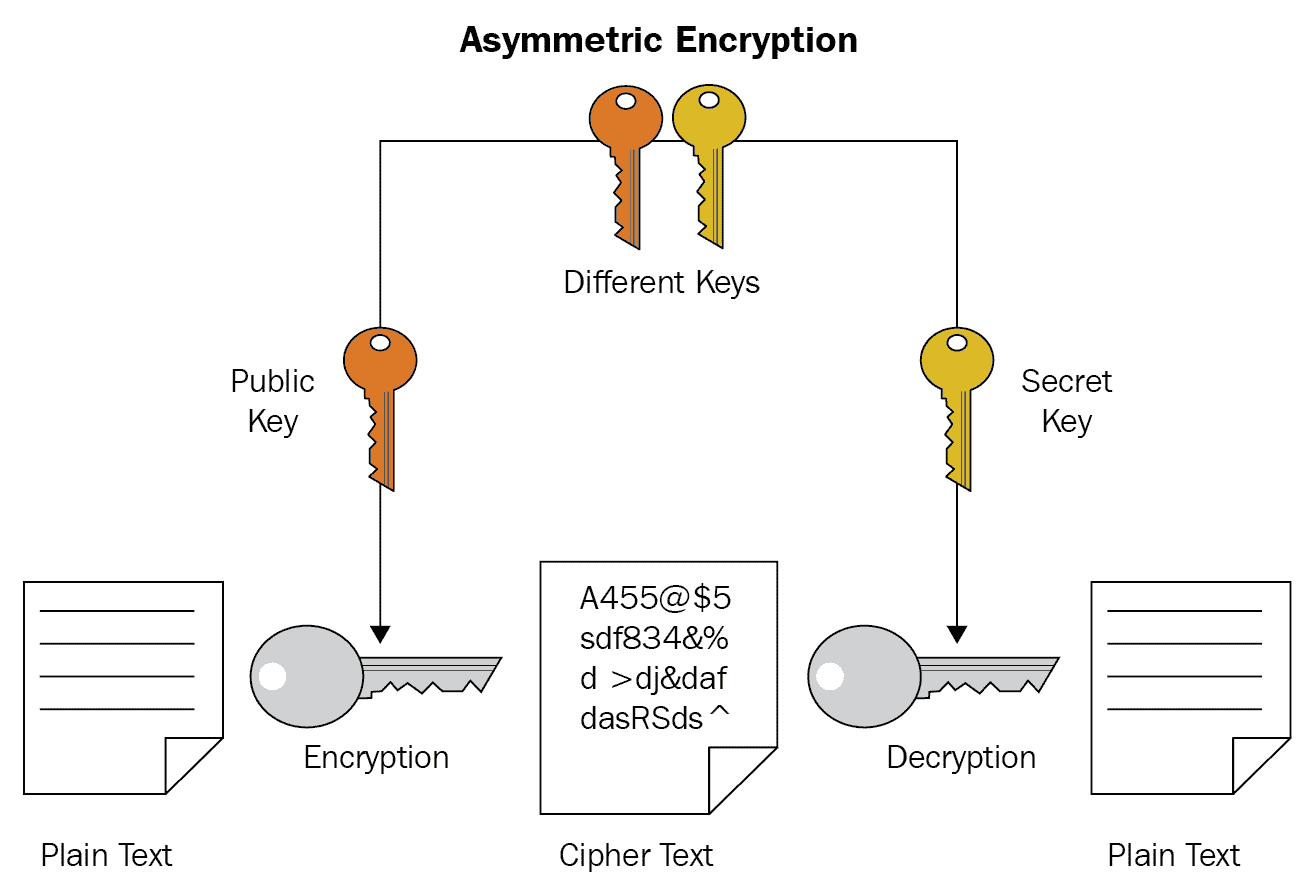 Asymmetric Encryption
Different Keys
Public
Key
Secret
Key
A455@$5
sdf834&%
d >dj&daf
dasRSds^
Encryption
Decryption
Plain Text
Cipher Text
Plain Text